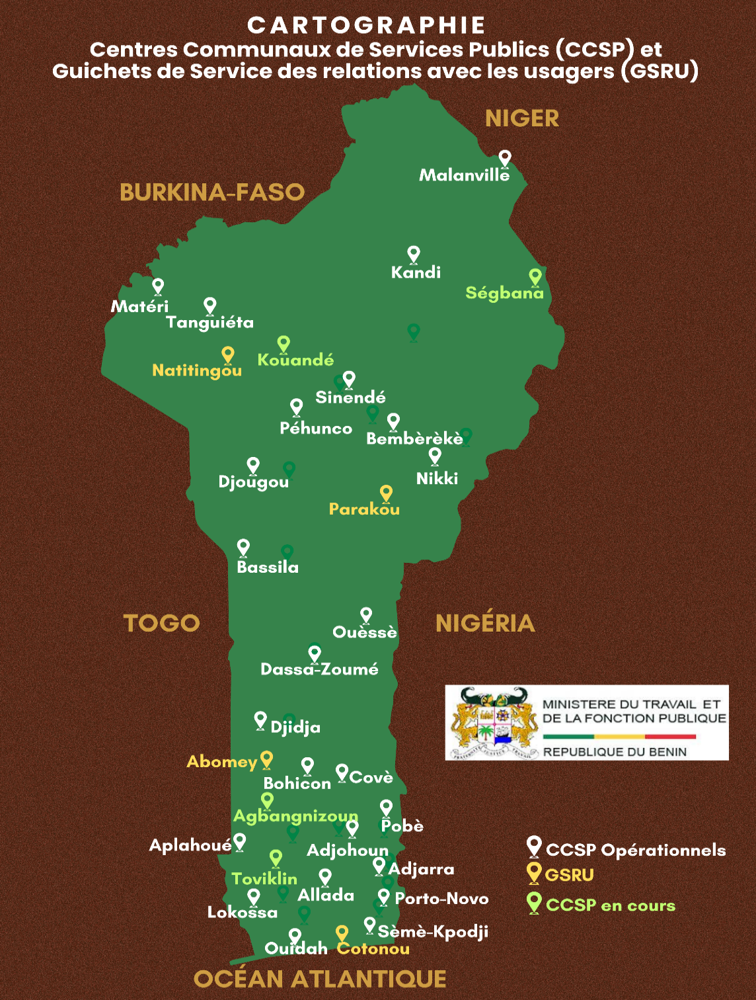 CARTOGRAPHIE
Centres Communaux de Services Publics (CCSP) et
Guichets de Service des relations avec les usagers (GSRU)
NIGER
Malanville
BURKINA-FASO
Kandi
Ségbana
Matéri
Tanguiéta
Kouandé
Natitingou
Sinendé
Péhunco
Bembèrèkè
Nikki
Djougou
Parakou
Bassila
TOGO
NIGÉRIA
Ouèssè
Dassa-Zoumé
MINISTERE DU TRAVAIL ET
DE LA FONCTION PUBLIQUE
REPUBLIQUE DU BENIN
FRATERNITE JUSTICE TRAVAIL
Djidja
Abomey
Bohicon
Covè
Agbangnizoun
Pobè
Aplahoué
Adjohoun
CCSP Opérationnels
Adjarra
GSRU
Toviklin
Allada
Porto-Novo
CCSP en cours
Lokossa
Sèmè-Kpodji
Ouidah
Cotonou
OCÉAN ATLANTIQUE